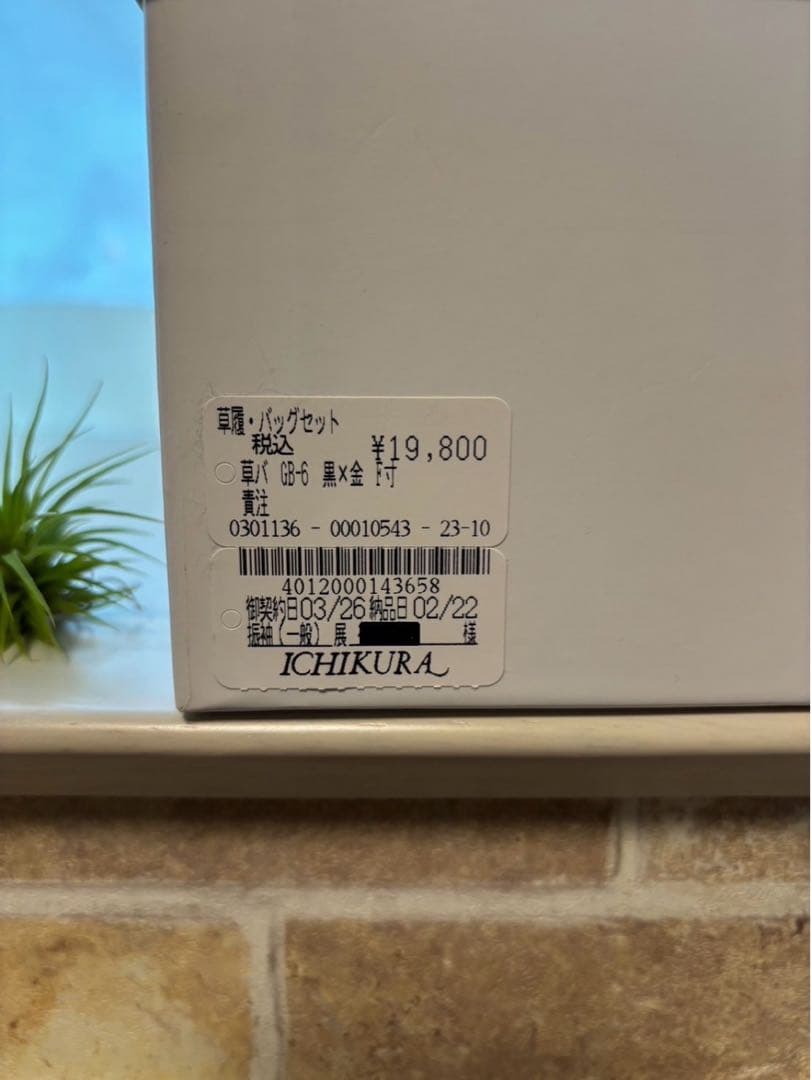 草履・バッグセット
税込 ¥19,800
草バ GB-6 黒×金 F寸
責注
0301136 - 00010543 - 23-10
4012000143658
御契約日03/26 納品日02/22
振袖(一般) 展 様
ICHIKURA